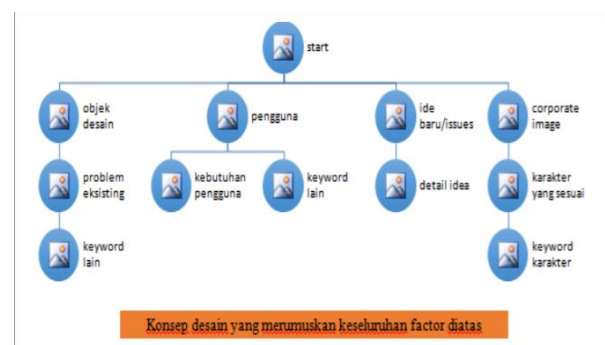 start
objek
desain
pengguna
ide
baru/issues
corporate
image
problem
eksisting
kebutuhan
pengguna
keyword
lain
detail idea
karakter
yang sesuai
keyword
lain
keyword
karakter
Konsep desain yang merumuskan keseluruhan factor diatas